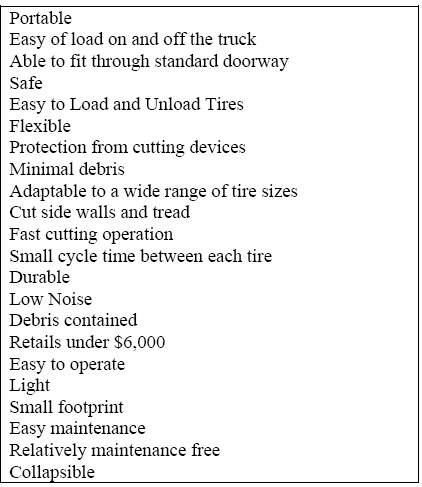 Portable
Easy of load on and off the truck
Able to fit through standard doorway
Safe
Easy to Load and Unload Tires
Flexible
Protection from cutting devices
Minimal debris
Adaptable to a wide range of tire sizes
Cut side walls and tread
Fast cutting operation
Small cycle time between each tire
Durable
Low Noise
Debris contained
Retails under $6,000
Easy to operate
Light
Small footprint
Easy maintenance
Relatively maintenance free
Collapsible